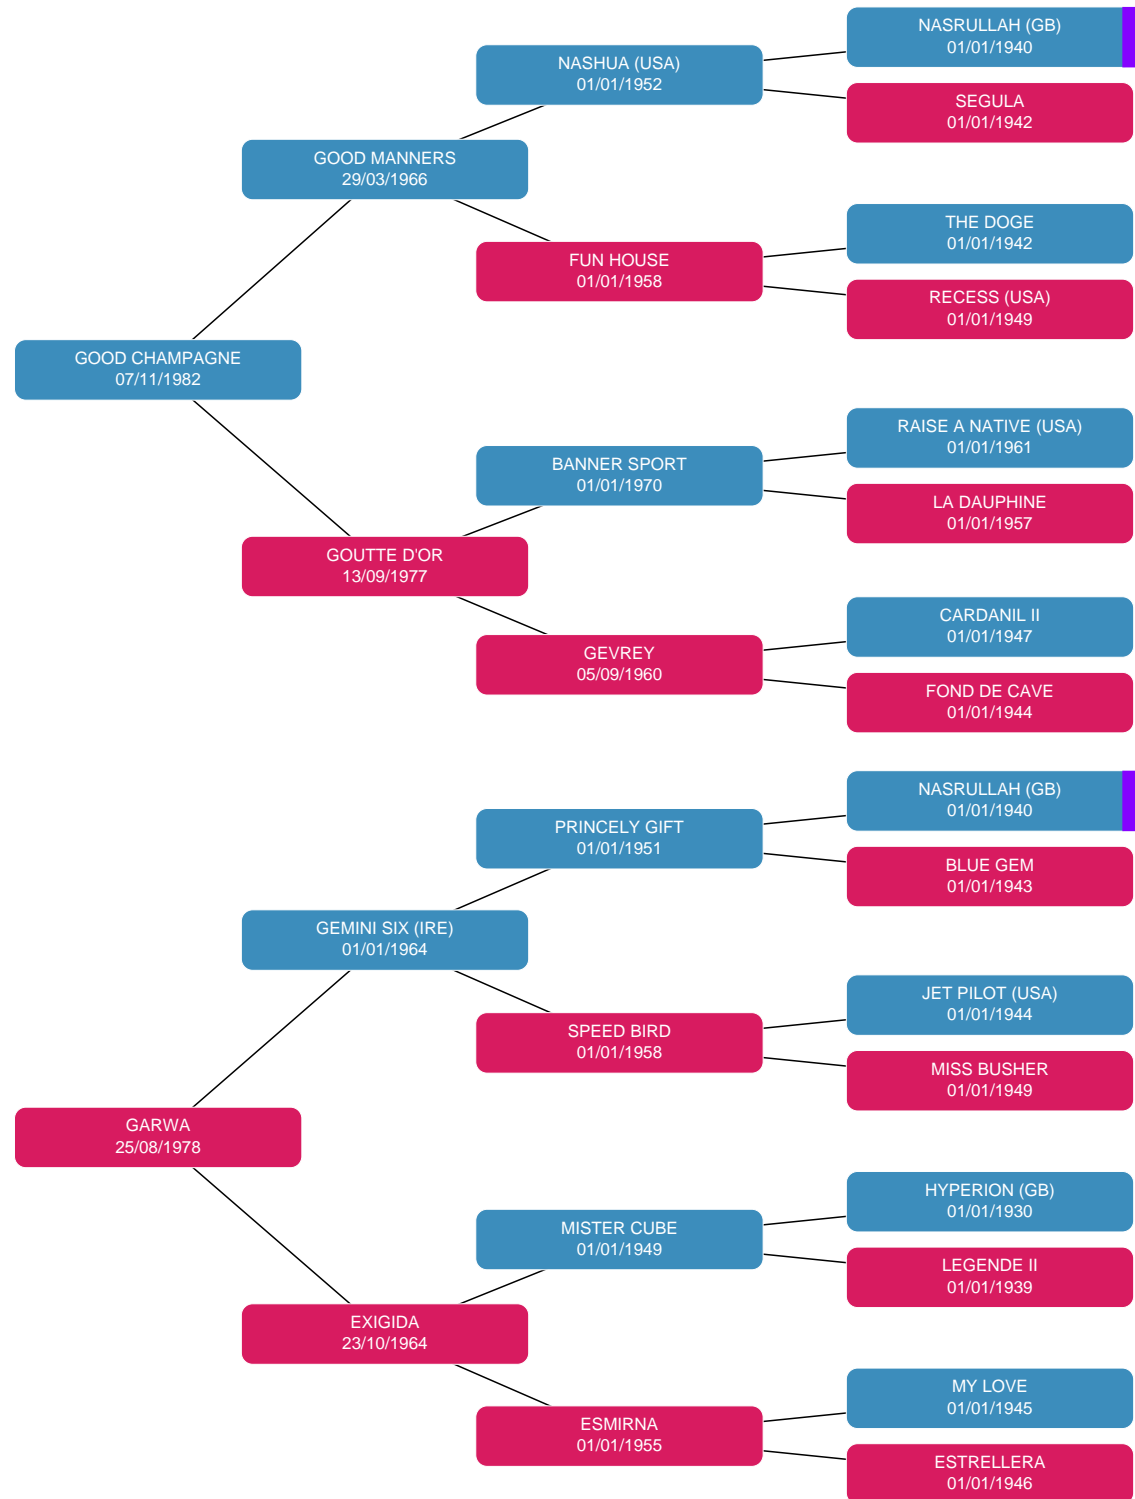 NASRULLAH (GB)
01/01/1940
NASHUA (USA)
01/01/1952
SEGULA
01/01/1942
GOOD MANNERS
29/03/1966
THE DOGE
01/01/1942
FUN HOUSE
01/01/1958
RECESS (USA)
01/01/1949
GOOD CHAMPAGNE
07/11/1982
RAISE A NATIVE (USA)
01/01/1961
BANNER SPORT
01/01/1970
LA DAUPHINE
01/01/1957
GOUTTE D'OR
13/09/1977
CARDANIL II
01/01/1947
GEVREY
05/09/1960
FOND DE CAVE
01/01/1944
NASRULLAH (GB)
01/01/1940
PRINCELY GIFT
01/01/1951
BLUE GEM
01/01/1943
GEMINI SIX (IRE)
01/01/1964
JET PILOT (USA)
01/01/1944
SPEED BIRD
01/01/1958
MISS BUSHER
01/01/1949
GARWA
25/08/1978
HYPERION (GB)
01/01/1930
MISTER CUBE
01/01/1949
LEGENDE II
01/01/1939
EXIGIDA
23/10/1964
MY LOVE
01/01/1945
ESMIRNA
01/01/1955
ESTRELLERA
01/01/1946